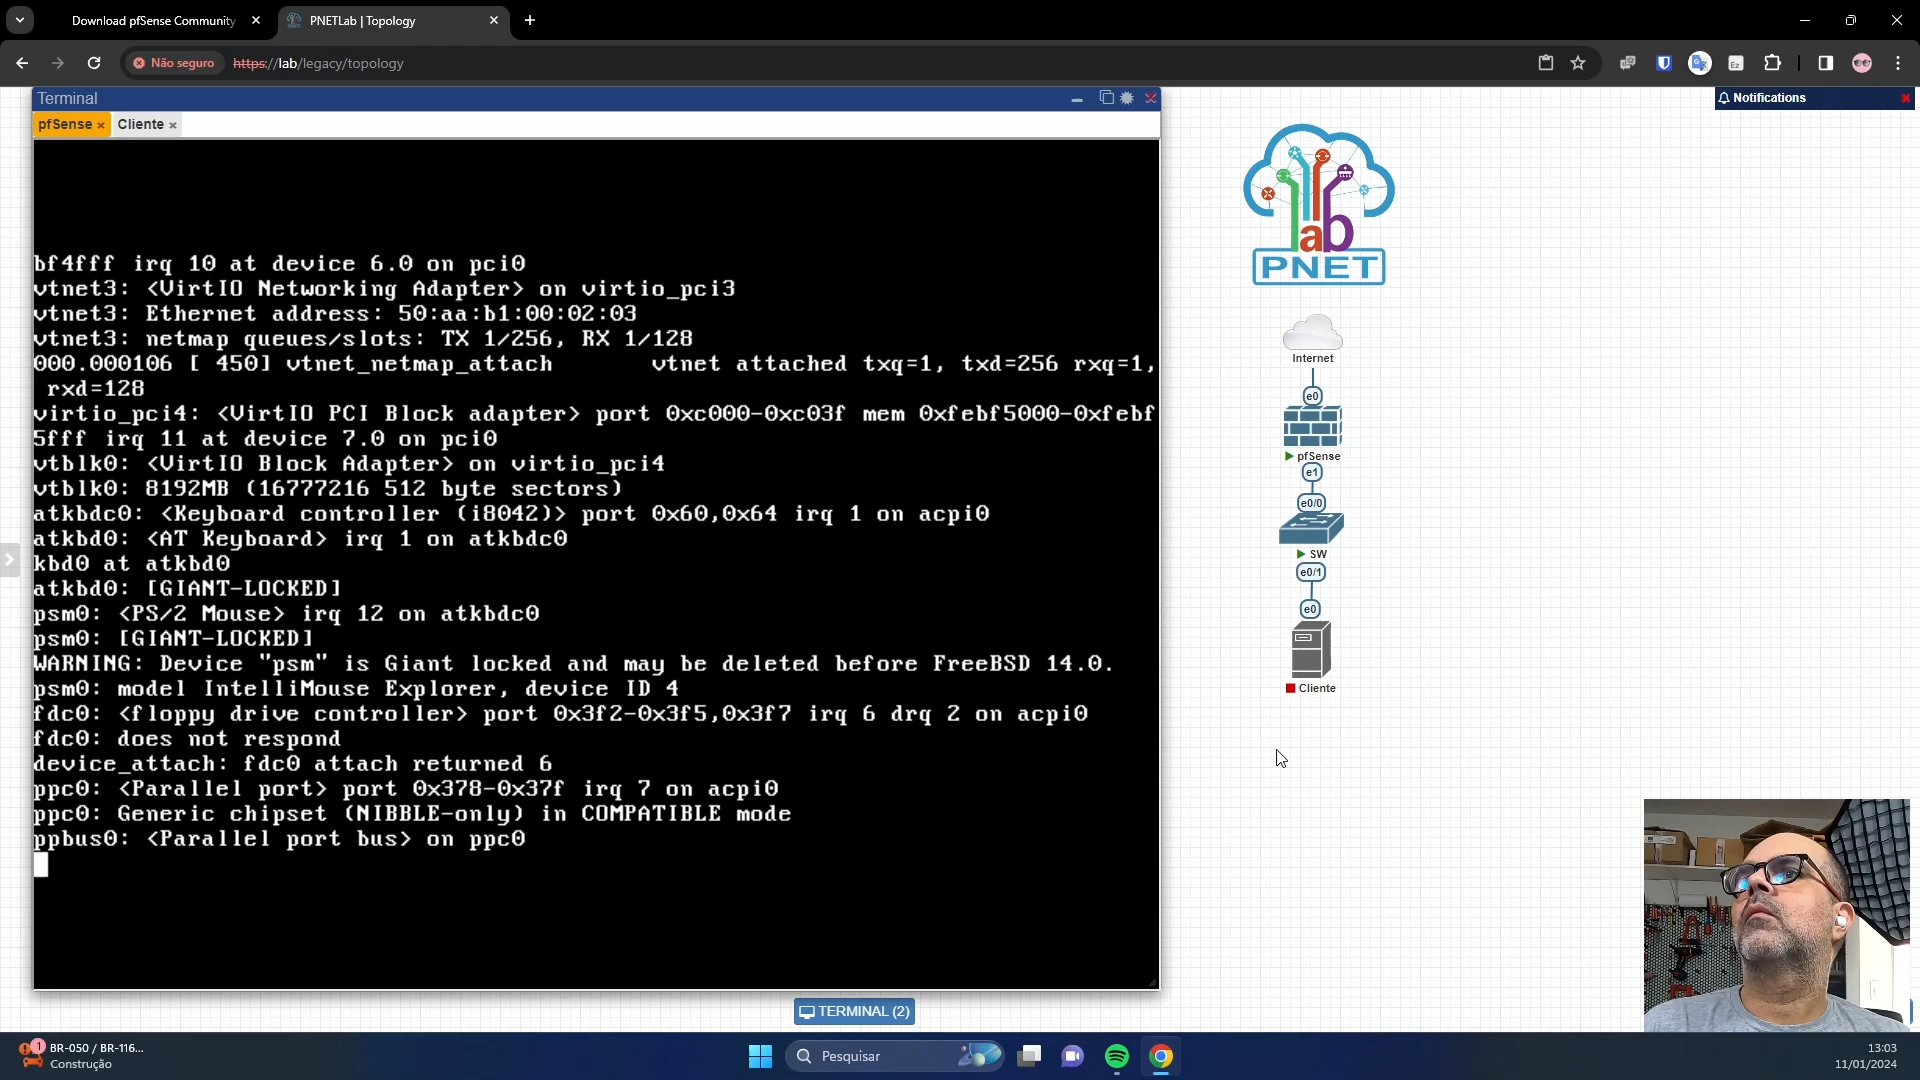 Download pfSense Community
PNETLab | Topology
Não seguro
https://lab/legacy/topology
Ez
Terminal
pfSense
Cliente
Notifications
bf4fff irq 10 at device 6.0 on pci0
vtnet3: <VirtIO Networking Adapter> on virtio_pci3
vtnet3: Ethernet address: 50:aa:b1:00:02:03
vtnet3: netmap queues/slots: TX 1/256, RX 1/128
000.000106 [ 450] vtnet_netmap_attach       vtnet attached txq=1, txd=256 rxq=1,
 rxd=128
virtio_pci4: <VirtIO PCI Block adapter> port 0xc000-0xc03f mem 0xfebf5000-0xfebf
5fff irq 11 at device 7.0 on pci0
vtblk0: <VirtIO Block Adapter> on virtio_pci4
vtblk0: 8192MB (16777216 512 byte sectors)
atkbdc0: <Keyboard controller (i8042)> port 0x60,0x64 irq 1 on acpi0
atkbd0: <AT Keyboard> irq 1 on atkbdc0
kbd0 at atkbd0
atkbd0: [GIANT-LOCKED]
psm0: <PS/2 Mouse> irq 12 on atkbdc0
psm0: [GIANT-LOCKED]
WARNING: Device "psm" is Giant locked and may be deleted before FreeBSD 14.0.
psm0: model IntelliMouse Explorer, device ID 4
fdc0: <floppy drive controller> port 0x3f2-0x3f5,0x3f7 irq 6 drq 2 on acpi0
fdc0: does not respond
device_attach: fdc0 attach returned 6
ppc0: <Parallel port> port 0x378-0x37f irq 7 on acpi0
ppc0: Generic chipset (NIBBLE-only) in COMPATIBLE mode
ppbus0: <Parallel port bus> on ppc0
lab
PNET
Internet
e0
pfSense
e1
e0/0
SW
e0/1
e0
Cliente
TERMINAL (2)
1
BR-050 / BR-116...
Construção
Pesquisar
13:03
11/01/2024